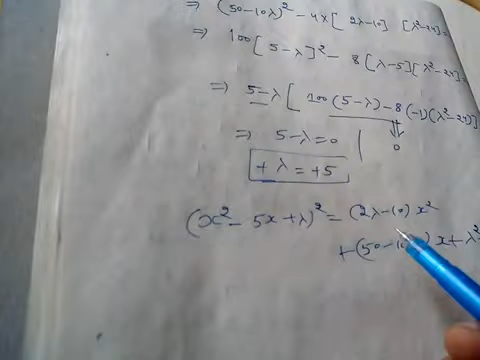 ⇒ (50-10λ)² - 4×[2λ-10] [λ²-24]=
⇒ 100[5-λ]² - 8[λ-5][λ²-24]=
⇒ 5-λ [100(5-λ)-8(-1)(λ²-24)]
⇒ 5-λ=0 | 0
+λ=+5
(x²-5x+λ)² = (2λ-10)x²
+(50-10 )x+λ²-